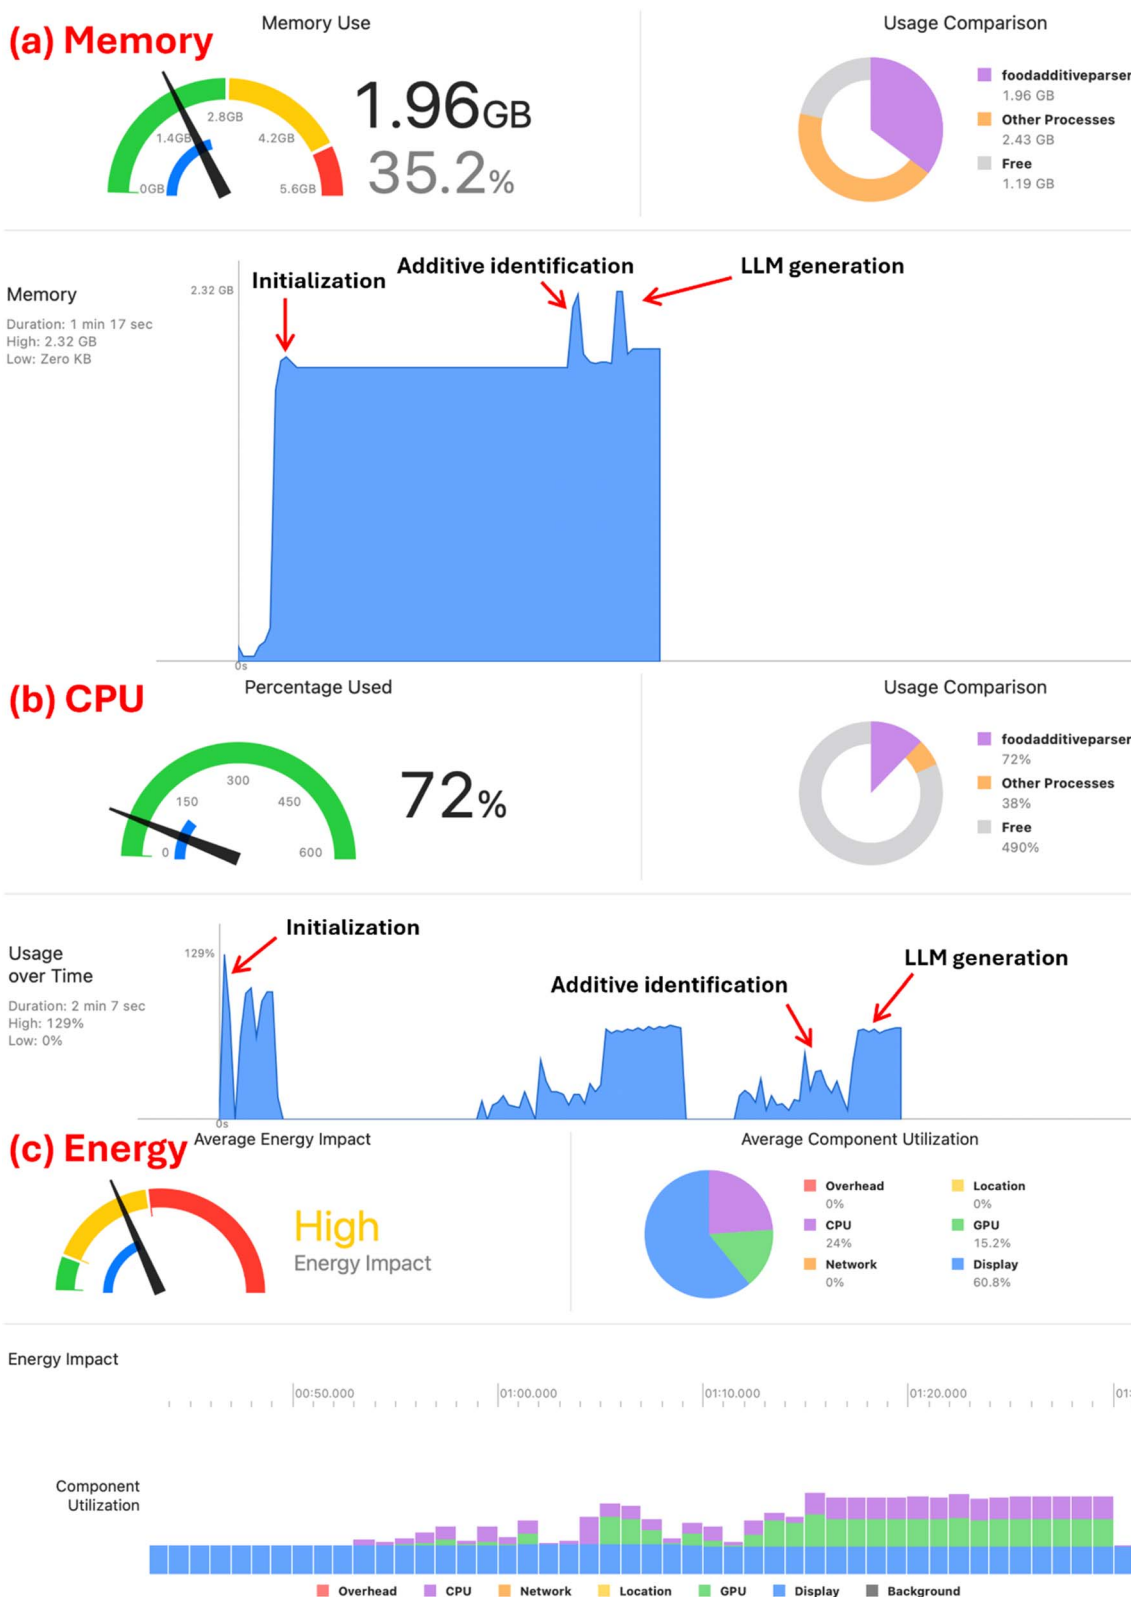 (a) Memory
Memory Use
Usage Comparison
0GB
1.4GB
2.8GB
4.2GB
5.6GB
1.96GB
35.2%
foodadditiveparser
1.96 GB
Other Processes
2.43 GB
Free
1.19 GB
Memory
Duration: 1 min 17 sec
High: 2.32 GB
Low: Zero KB
2.32 GB
Initialization
Additive identification
LLM generation
0s
(b) CPU
Percentage Used
Usage Comparison
0
150
300
450
600
72%
foodadditiveparser
72%
Other Processes
38%
Free
490%
Usage
over Time
Duration: 2 min 7 sec
High: 129%
Low: 0%
129%
Initialization
Additive identification
LLM generation
0s
(c) Energy
Average Energy Impact
Average Component Utilization
High
Energy Impact
Overhead
0%
Location
0%
CPU
24%
GPU
15.2%
Network
0%
Display
60.8%
Energy Impact
00:50.000
01:00.000
01:10.000
01:20.000
01:
Component
Utilization
Overhead CPU Network Location GPU Display Background